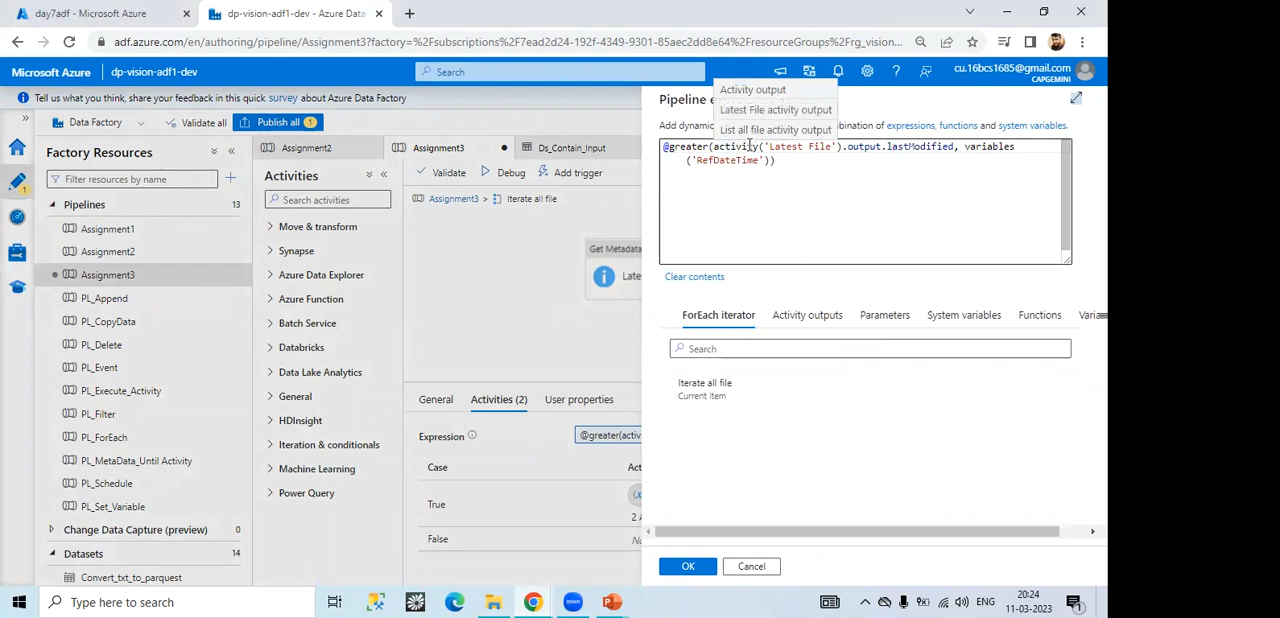 day7adf - Microsoft Azure
dp-vision-adf1-dev - Azure Data
adf.azure.com/en/authoring/pipeline/Assignment3?factory=%2Fsubscriptions%2F7ead2d24-192f-4349-9301-85aec2dd8e64%2FresourceGroups%2Frg_vision...
Microsoft Azure
dp-vision-adf1-dev
Search
cu.16bcs1685@gmail.com
CAPGEMINI
Tell us what you think, share your feedback in this quick survey about Azure Data Factory
Activity output
Latest File activity output
List all file activity output
Pipeline e
Data Factory
Validate all
Publish all 1
Add dynam
mbination of expressions, functions and system variables.
Factory Resources
Assignment2
Assignment3
Ds_Contain_Input
@greater(activity('Latest File').output.lastModified, variables
('RefDateTime'))
Filter resources by name
Activities
Validate
Debug
Add trigger
Search activities
Assignment3 > Iterate all file
Pipelines 13
Assignment1
Assignment2
Assignment3
PL_Append
PL_CopyData
PL_Delete
PL_Event
PL_Execute_Activity
PL_Filter
PL_ForEach
PL_MetaData_Until Activity
PL_Schedule
PL_Set_Variable
Change Data Capture (preview) 0
Datasets 14
Convert_txt_to_parquest
Move & transform
Synapse
Azure Data Explorer
Azure Function
Batch Service
Databricks
Data Lake Analytics
General
HDInsight
Iteration & conditionals
Machine Learning
Power Query
Get Metadata
Late
General
Activities (2)
User properties
Expression
@greater(activ
Case
Act
True
2 A
False
No
Clear contents
ForEach iterator
Activity outputs
Parameters
System variables
Functions
Varia
Search
Iterate all file
Current item
OK
Cancel
Type here to search
ENG
20:24
11-03-2023
1